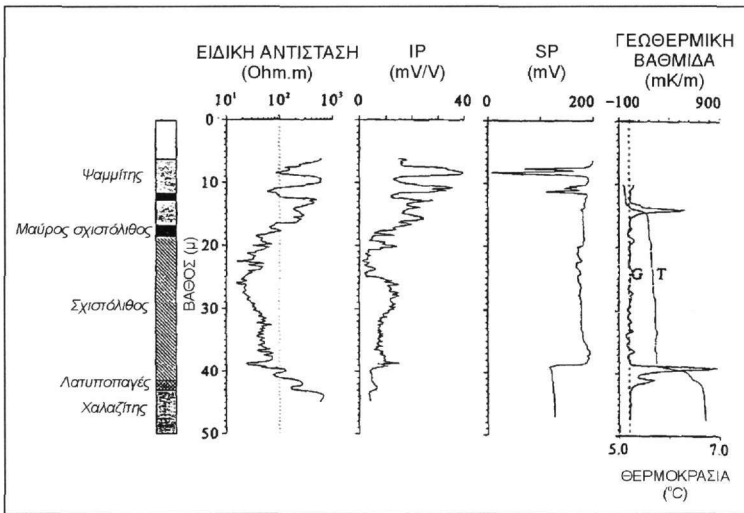 ΕΙΔΙΚΗ ΑΝΤΙΣΤΑΣΗ
(Ohm.m)
10¹ 10² 10³
IP
(mV/V)
0 40
SP
(mV)
0 200
ΓΕΩΘΕΡΜΙΚΗ
ΒΑΘΜΙΔΑ
(mK/m)
-100 900
0
Ψαμμίτης
10
Μαύρος σχιστόλιθος
20
ΒΑΘΟΣ (μ)
G T
Σχιστόλιθος
30
Λατυποπαγές
40
Χαλαζίτης
50
5.0 7.0
ΘΕΡΜΟΚΡΑΣΙΑ
(°C)